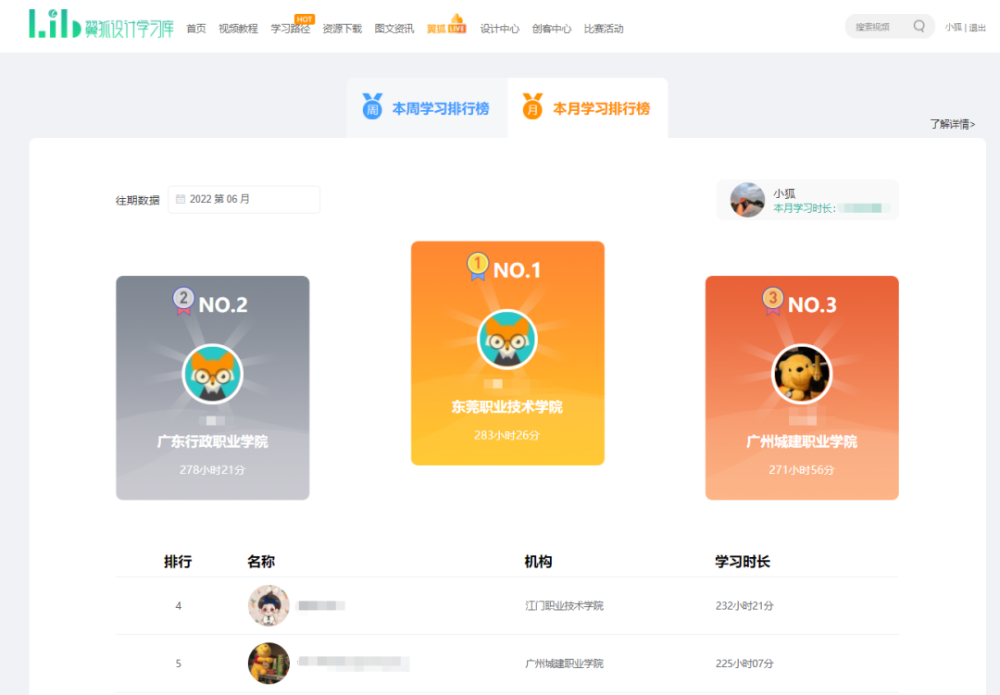 Lib 翼狐设计学习库
首页 视频教程 学习路径 HOT 资源下载 图文资讯 翼狐 LIVE 设计中心 创客中心 比赛活动
搜索视频
小狐 | 退出
周 本周学习排行榜
月 本月学习排行榜
了解详情>
往期数据 2022 第 06 月
小狐
本月学习时长:
1 NO.1
东莞职业技术学院
283小时26分
2 NO.2
广东行政职业学院
278小时21分
3 NO.3
广州城建职业学院
271小时56分
排行 名称 机构 学习时长
4 江门职业技术学院 232小时21分
5 广州城建职业学院 225小时07分